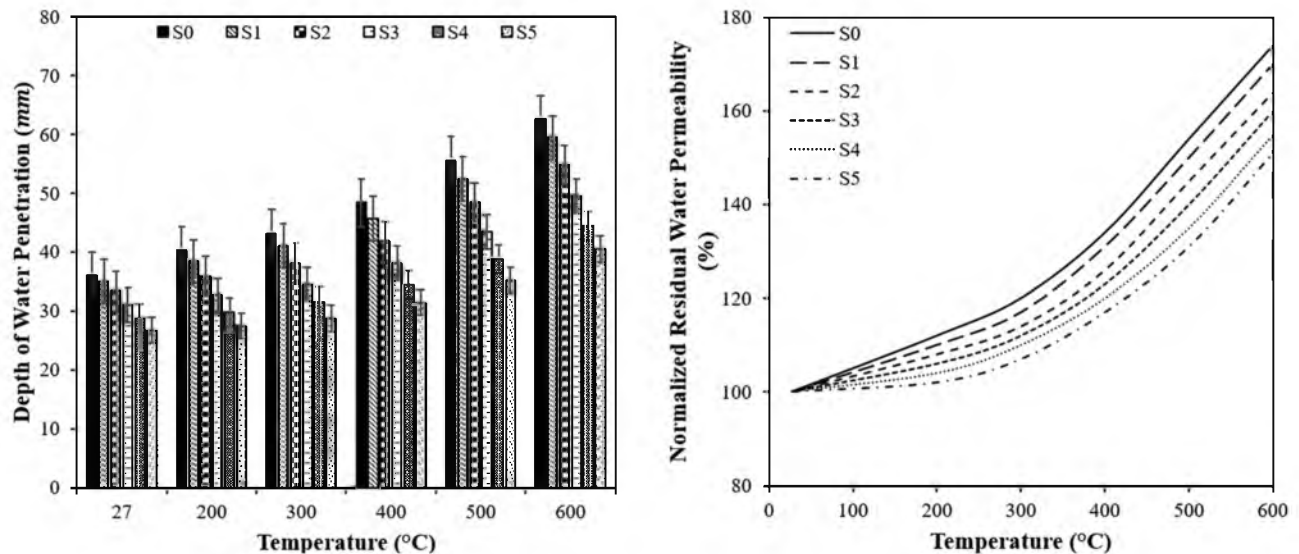 80
70
60
50
40
30
20
10
0
Depth of Water Penetration (mm)
S0 S1 S2 S3 S4 S5
27 200 300 400 500 600
Temperature (°C)
180
160
140
120
100
80
Normalized Residual Water Permeability
(%)
S0
S1
S2
S3
S4
S5
0 100 200 300 400 500 600
Temperature (°C)